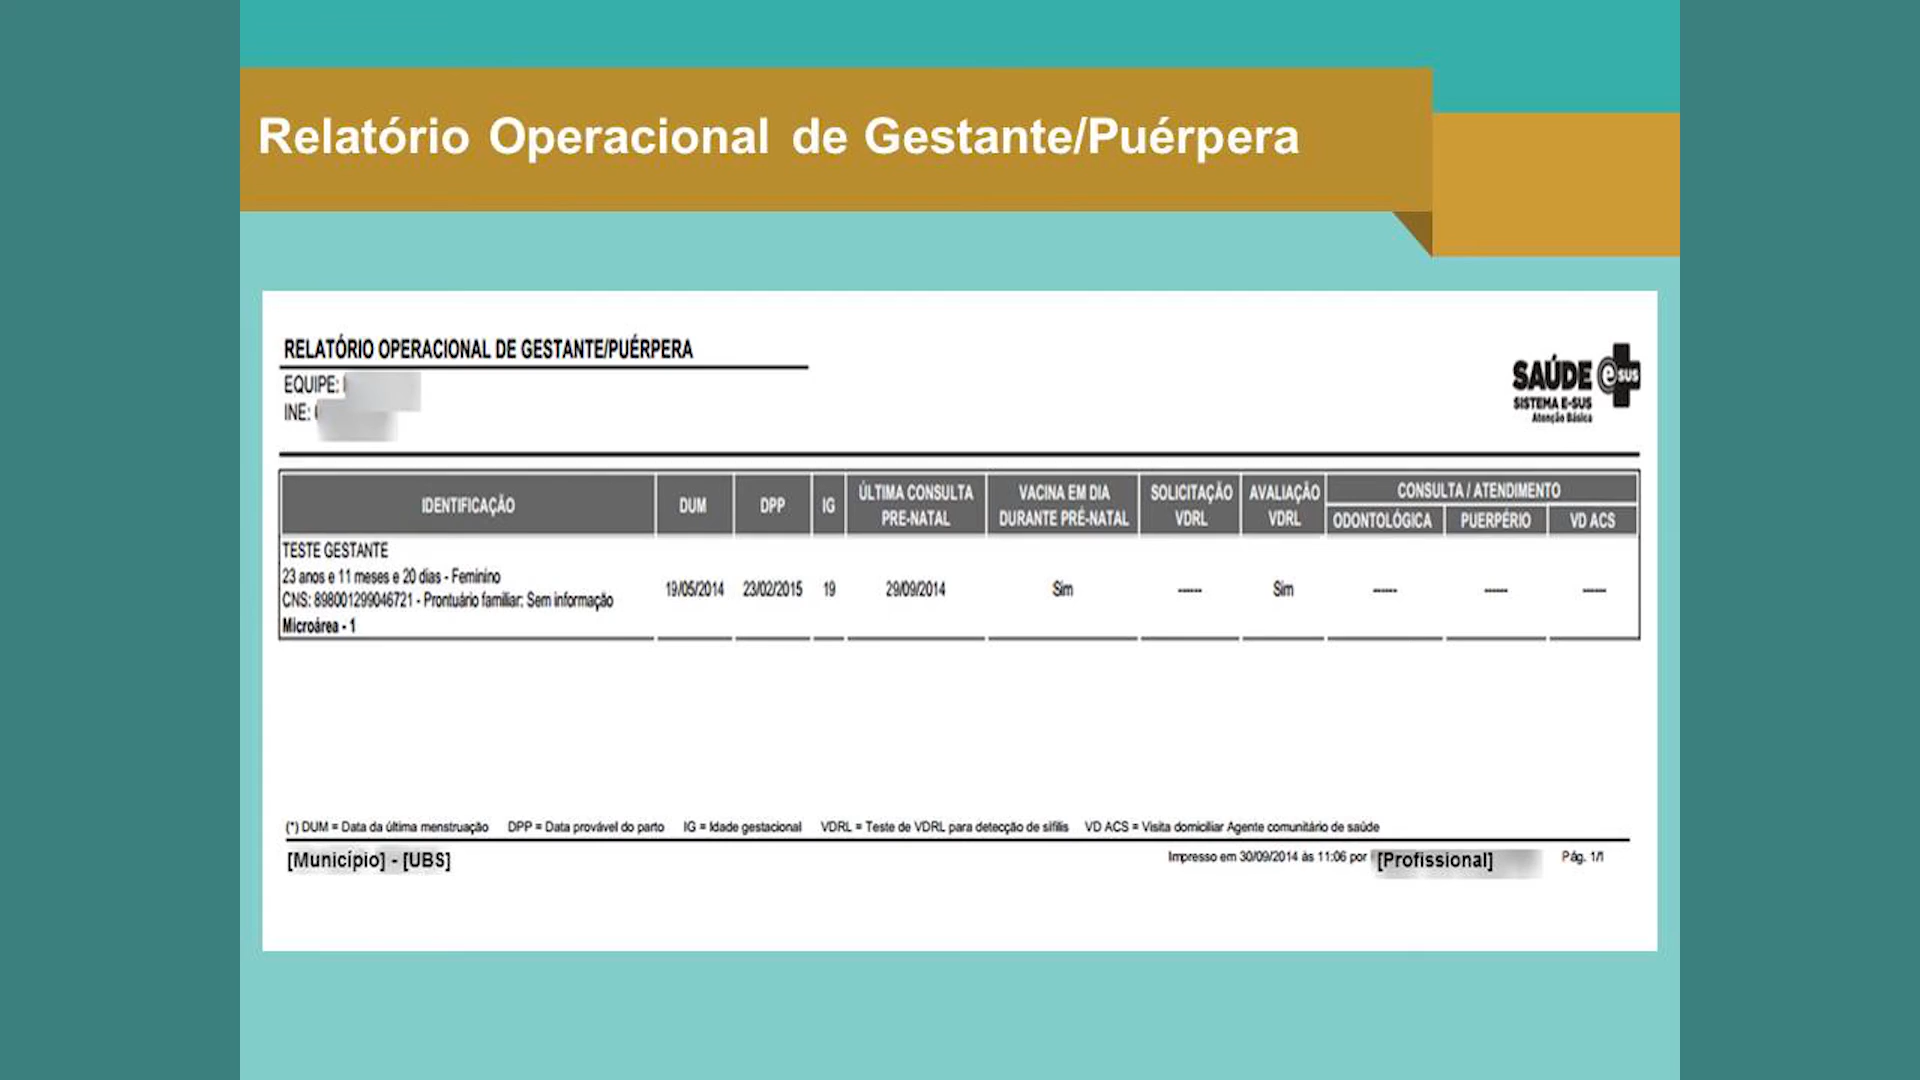 Relatório Operacional de Gestante/Puérpera
RELATÓRIO OPERACIONAL DE GESTANTE/PUÉRPERA
EQUIPE:
INE:
SAÚDE e SUS
SISTEMA E-SUS
Atenção Básica
IDENTIFICAÇÃO DUM DPP IG ÚLTIMA CONSULTA PRE-NATAL VACINA EM DIA DURANTE PRÉ-NATAL SOLICITAÇÃO VDRL AVALIAÇÃO VDRL CONSULTA / ATENDIMENTO
ODONTOLÓGICA PUERPÉRIO VD ACS
TESTE GESTANTE
23 anos e 11 meses e 20 dias - Feminino
CNS: 898001299046721 - Prontuário familiar: Sem informação
Microárea - 1
19/05/2014 23/02/2015 19 29/09/2014 Sim ------ Sim ------ ------ ------
(*) DUM = Data da última menstruação DPP = Data provável do parto IG = Idade gestacional VDRL = Teste de VDRL para detecção de sífilis VD ACS = Visita domiciliar Agente comunitário de saúde
[Município] - [UBS] Impresso em 30/09/2014 às 11:06 por [Profissional] Pág. 1/1